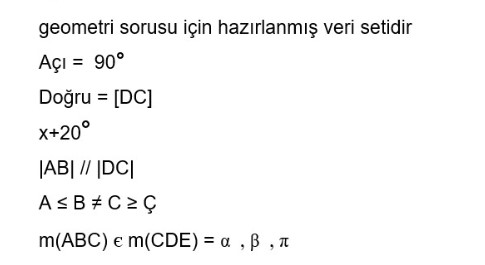 geometri sorusu için hazırlanmış veri setidir
Açı =  90°
Doğru = [DC]
x+20°
|AB| // |DC|
A ≤ B ≠ C ≥ Ç
m(ABC) є m(CDE) = α , β , π